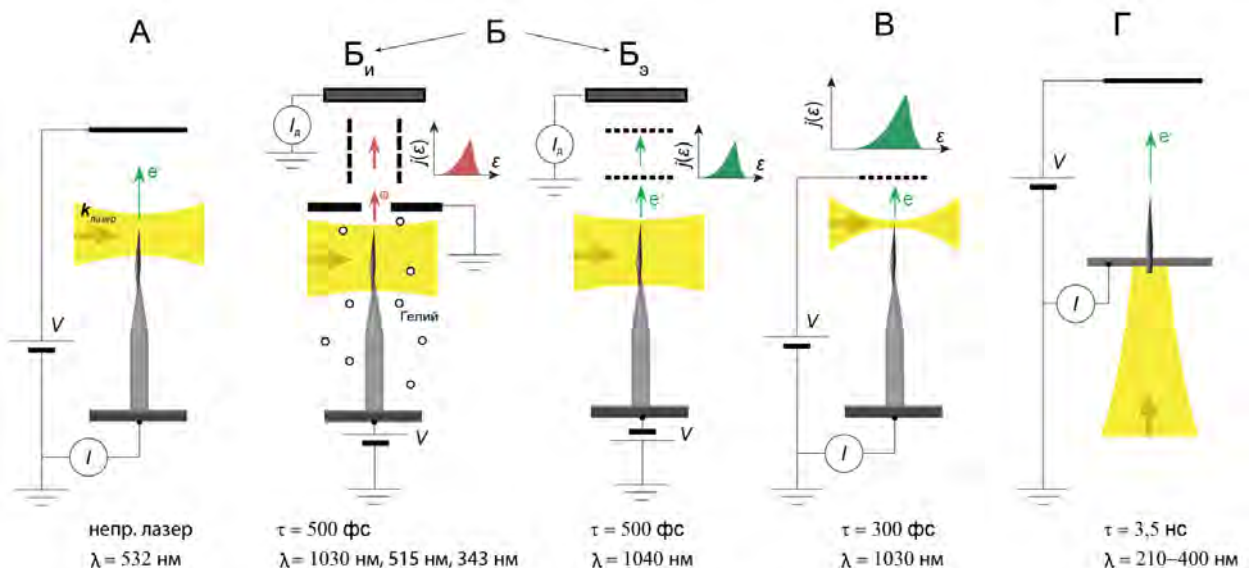 А
Б
Би
Бэ
В
Г
Iд
j(ε)
ε
Iд
j(ε)
ε
j(ε)
ε
V
e-
kлазер
e-
e-
e-
Гелий
V
V
V
I
I
I
непр. лазер
λ = 532 нм
τ = 500 фс
λ = 1030 нм, 515 нм, 343 нм
τ = 500 фс
λ = 1040 нм
τ = 300 фс
λ = 1030 нм
τ = 3,5 нс
λ = 210–400 нм